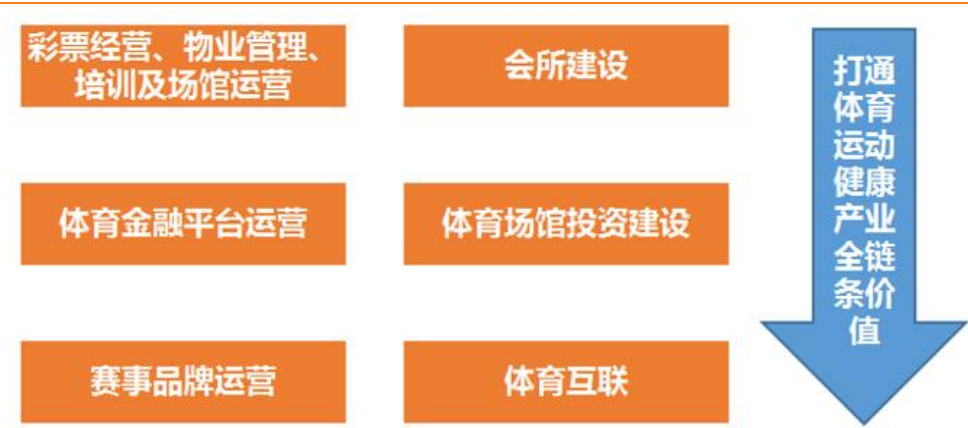 彩票经营、物业管理、
培训及场馆运营
会所建设
体育金融平台运营
体育场馆投资建设
赛事品牌运营
体育互联
打通
体育
运动
健康
产业
全链
条价
值